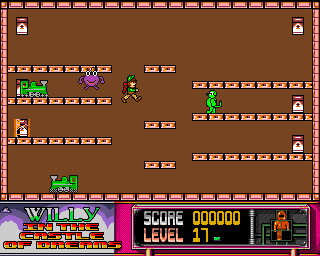 WILLY
IN THE
CASTLE
OF DREAMS
SCORE 000000
LEVEL 17